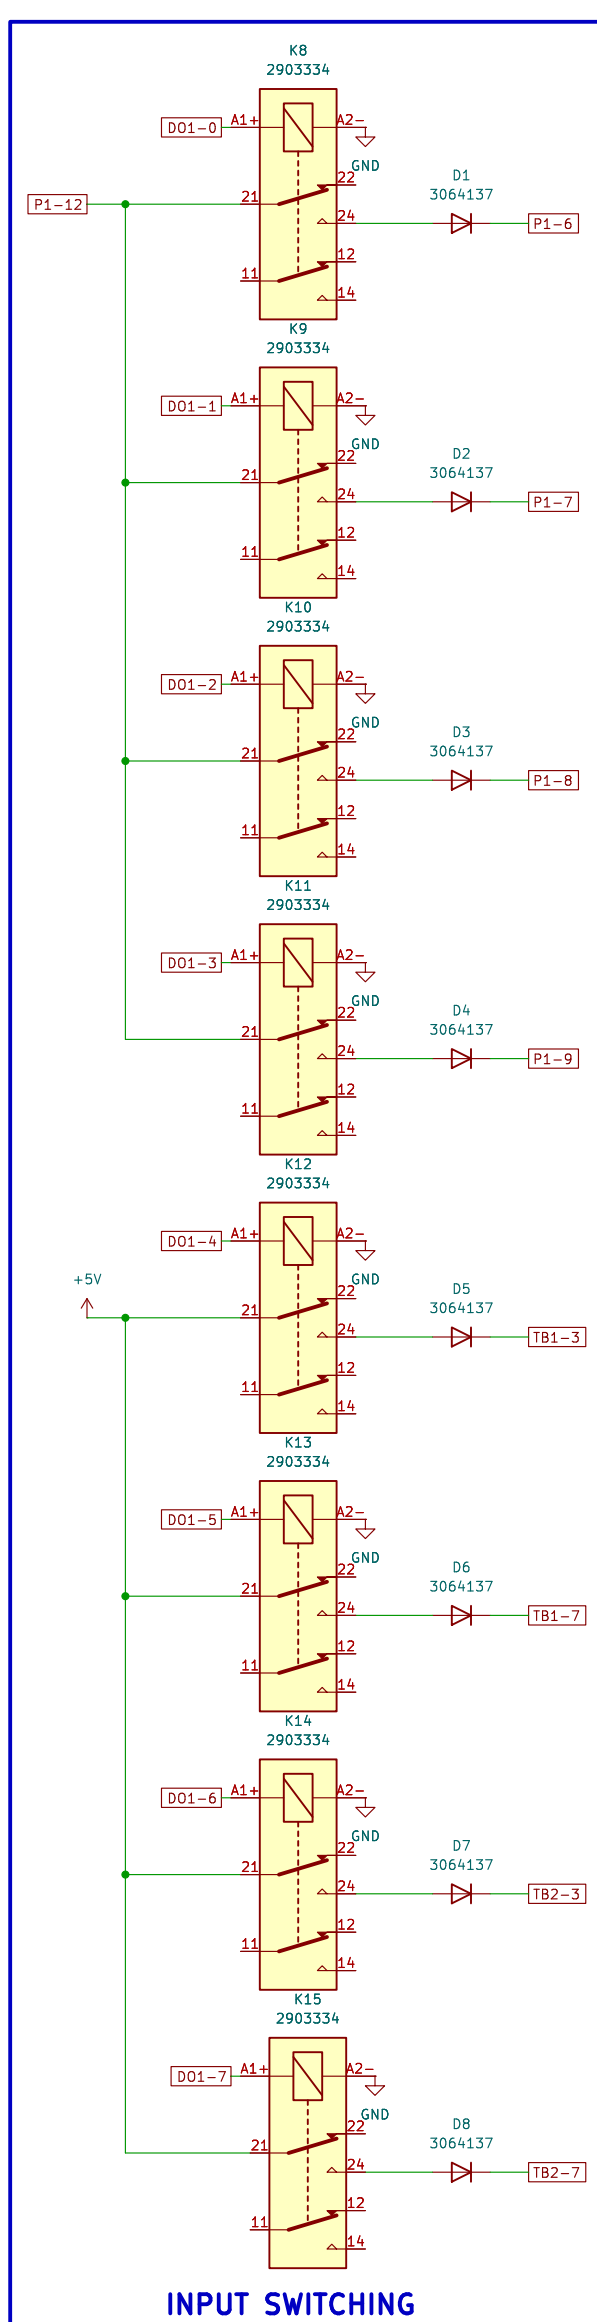 K8
2903334
DO1-0
A1+
A2-
GND
22
D1
3064137
P1-12
21
24
P1-6
12
11
14
K9
2903334
DO1-1
A1+
A2-
GND
22
D2
3064137
21
24
P1-7
12
11
14
K10
2903334
DO1-2
A1+
A2-
GND
22
D3
3064137
21
24
P1-8
12
11
14
K11
2903334
DO1-3
A1+
A2-
GND
22
D4
3064137
21
24
P1-9
12
11
14
K12
2903334
DO1-4
A1+
A2-
GND
22
D5
3064137
+5V
21
24
TB1-3
12
11
14
K13
2903334
DO1-5
A1+
A2-
GND
22
D6
3064137
21
24
TB1-7
12
11
14
K14
2903334
DO1-6
A1+
A2-
GND
22
D7
3064137
21
24
TB2-3
12
11
14
K15
2903334
DO1-7
A1+
A2-
GND
22
D8
3064137
21
24
TB2-7
12
11
14
INPUT SWITCHING